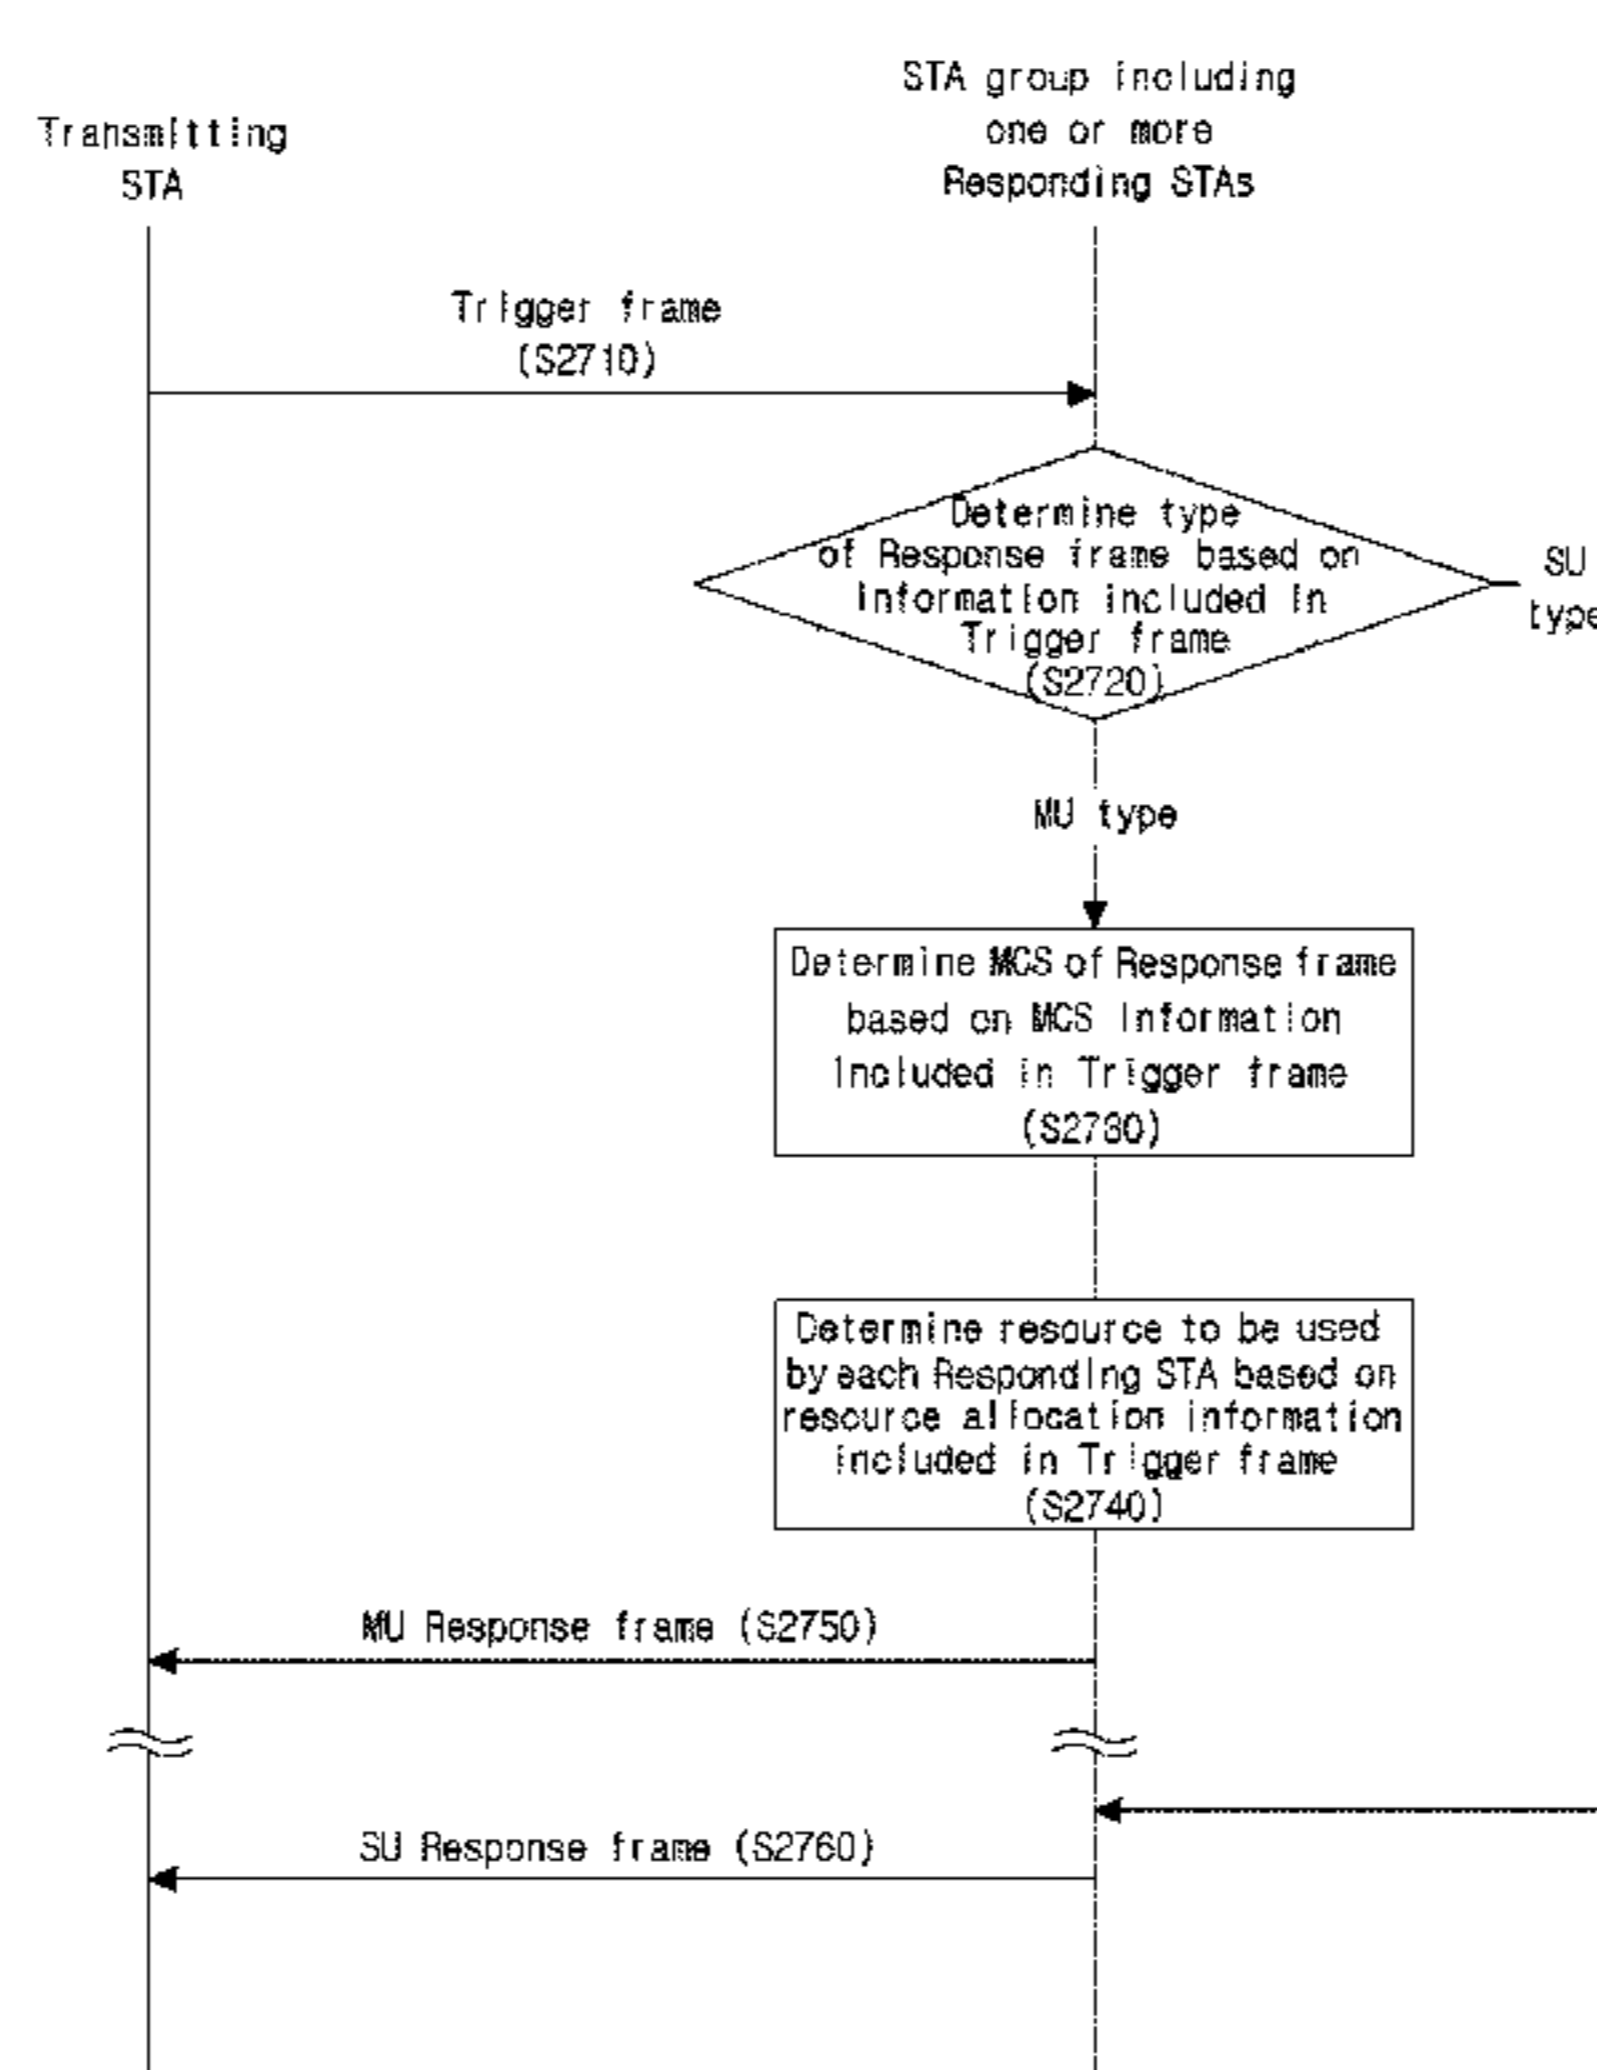 Transmitting
STA
STA group including
one or more
Responding STAs
Trigger frame
(S2710)
Determine type
of Response frame based on
information included in
Trigger frame
(S2720)
SU
type
MU type
Determine MCS of Response frame
based on MCS information
included in Trigger frame
(S2730)
Determine resource to be used
by each Responding STA based on
resource allocation information
included in Trigger frame
(S2740)
MU Response frame (S2750)
SU Response frame (S2760)